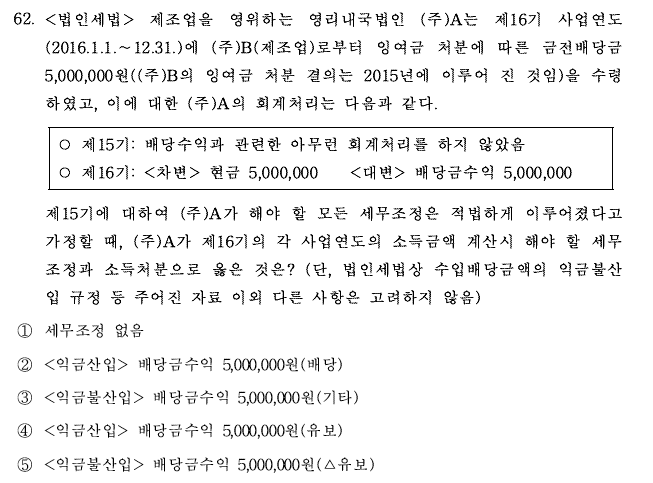 62. <법인세법> 제조업을 영위하는 영리내국법인 (주)A는 제16기 사업연도
(2016.1.1.~12.31.)에 (주)B(제조업)로부터 잉여금 처분에 따른 금전배당금
5,000,000원((주)B의 잉여금 처분 결의는 2015년에 이루어 진 것임)을 수령
하였고, 이에 대한 (주)A의 회계처리는 다음과 같다.
○ 제15기: 배당수익과 관련한 아무런 회계처리를 하지 않았음
○ 제16기: <차변> 현금 5,000,000 <대변> 배당금수익 5,000,000
제15기에 대하여 (주)A가 해야 할 모든 세무조정은 적법하게 이루어졌다고
가정할 때, (주)A가 제16기의 각 사업연도의 소득금액 계산시 해야 할 세무
조정과 소득처분으로 옳은 것은? (단, 법인세법상 수입배당금액의 익금불산
입 규정 등 주어진 자료 이외 다른 사항은 고려하지 않음)
① 세무조정 없음
② <익금산입> 배당금수익 5,000,000원(배당)
③ <익금불산입> 배당금수익 5,000,000원(기타)
④ <익금산입> 배당금수익 5,000,000원(유보)
⑤ <익금불산입> 배당금수익 5,000,000원(△유보)